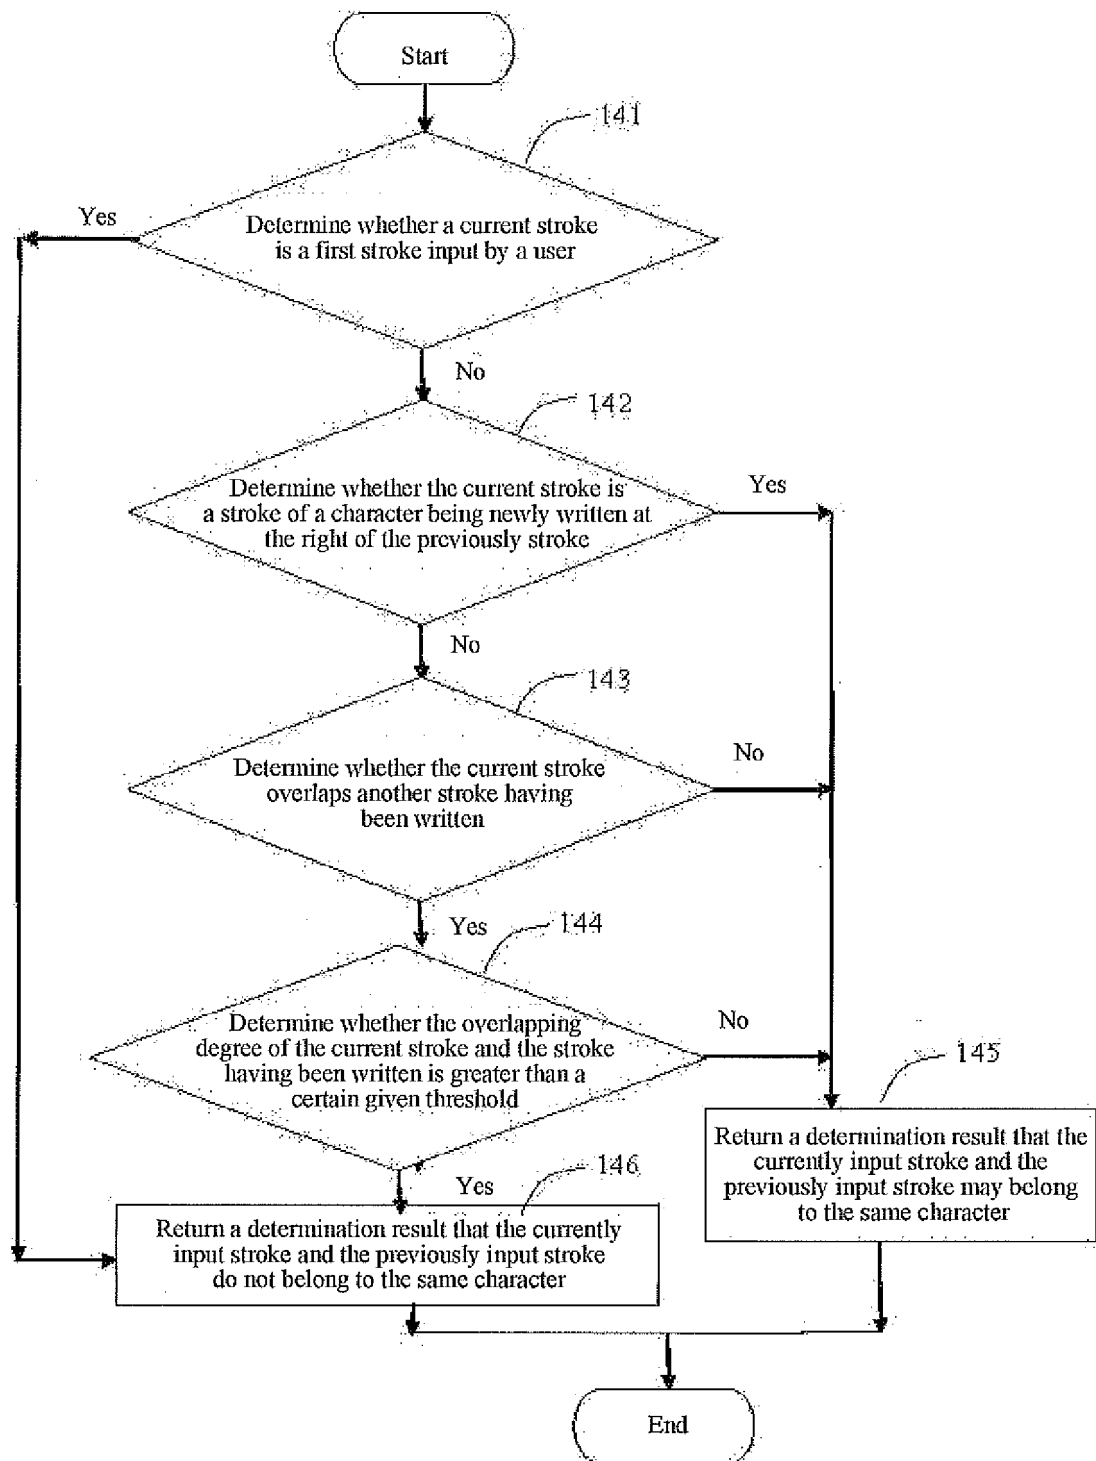 Start
141
Yes
Determine whether a current stroke
is a first stroke input by a user
No
142
Determine whether the current stroke is
a stroke of a character being newly written at
the right of the previously stroke
Yes
No
143
Determine whether the current stroke
overlaps another stroke having
been written
No
Yes
144
Determine whether the overlapping
degree of the current stroke and the stroke
having been written is greater than a
certain given threshold
No
145
Return a determination result that the
currently input stroke and the
previously input stroke may belong
to the same character
Yes
146
Return a determination result that the currently
input stroke and the previously input stroke
do not belong to the same character
End